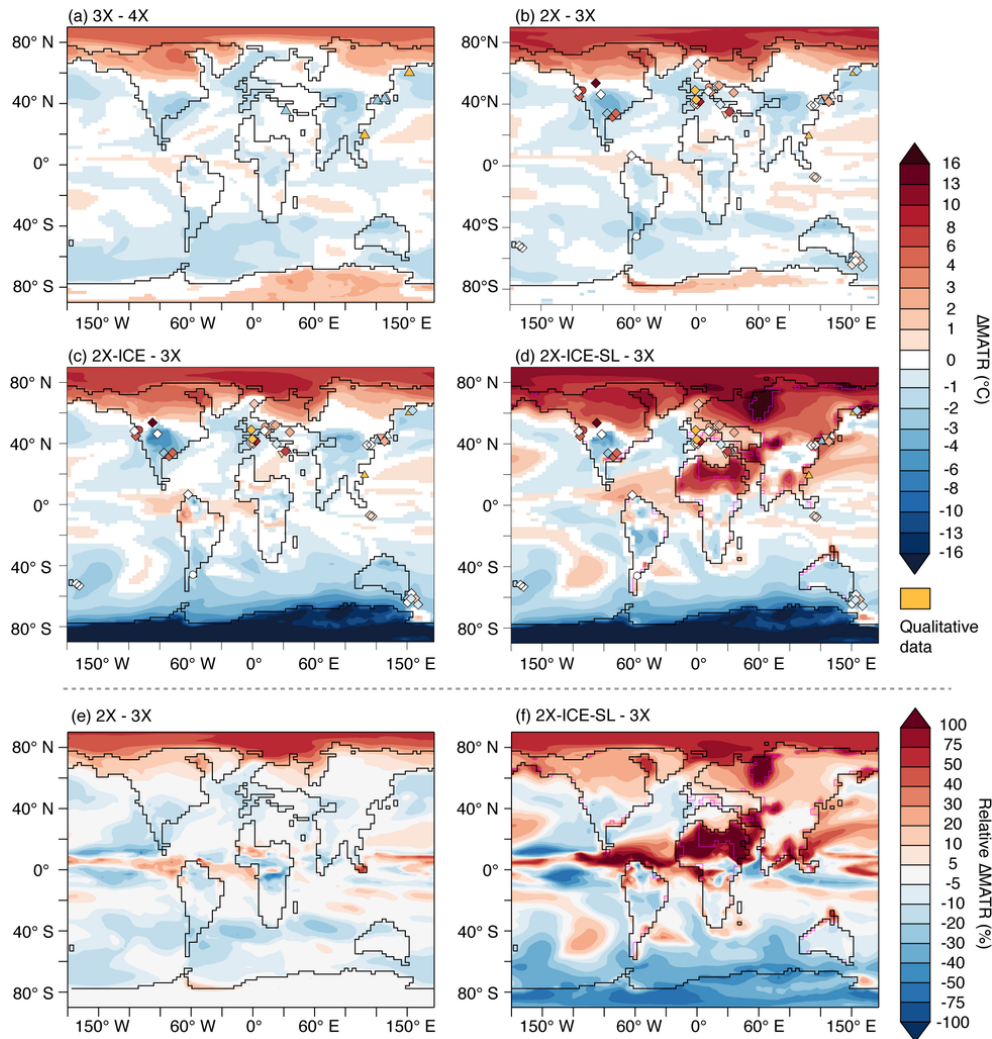 (a) 3X - 4X
(b) 2X - 3X
80° N
40° N
0°
40° S
80° S
150° W
60° W
0°
60° E
150° E
80° N
40° N
0°
40°S
80°S
150° W
60° W
0°
60° E
150° E
(c) 2X-ICE - 3X
(d) 2X-ICE-SL - 3X
80° N
40° N
0°
40° S
80° S
150° W
60° W
0°
60° E
150° E
80° N
40° N
0°
40° S
80° S
150° W
60° W
0°
60° E
150° E
16
13
10
8
6
4
3
2
1
0
-1
-2
-3
-4
-6
-8
-10
-13
-16
ΔMATR (°C)
Qualitative
data
(e) 2X - 3X
(f) 2X-ICE-SL - 3X
80° N
40° N
0°
40° S
80° S
150° W
60° W
0°
60° E
150° E
80° N
40° N
0°
40° S
80° S
150° W
60° W
0°
60° E
150° E
100
75
50
40
30
20
10
5
-5
-10
-20
-30
-40
-50
-75
-100
Relative ΔMATR (%)